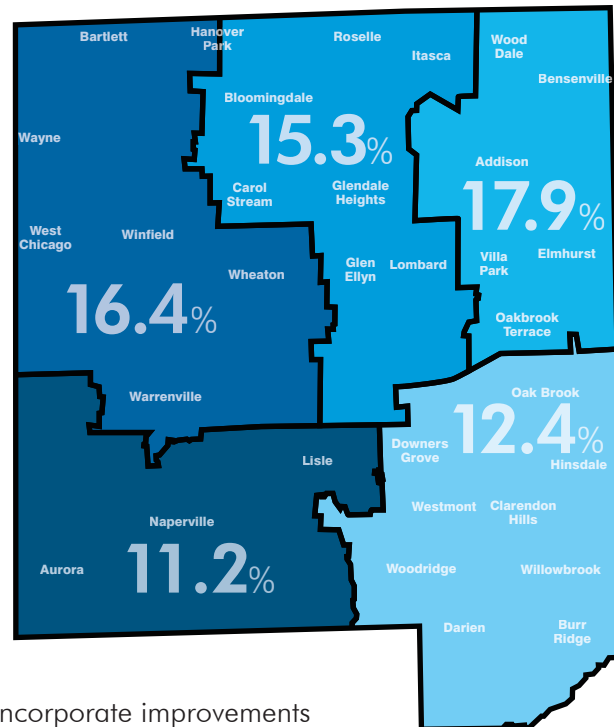 Bartlett
Hanover
Park
Roselle
Itasca
Wood
Dale
Bensenville
Bloomingdale
15.3%
Wayne
Addison
17.9%
Carol
Stream
Glendale
Heights
West
Chicago
Winfield
Wheaton
Glen
Ellyn
Lombard
Villa
Park
Elmhurst
16.4%
Oakbrook
Terrace
Warrenville
Oak Brook
12.4%
Downers
Grove
Hinsdale
Lisle
Naperville
Westmont
Clarendon
Hills
Aurora
11.2%
Woodridge
Willowbrook
Darien
Burr
Ridge
ncorporate improvements